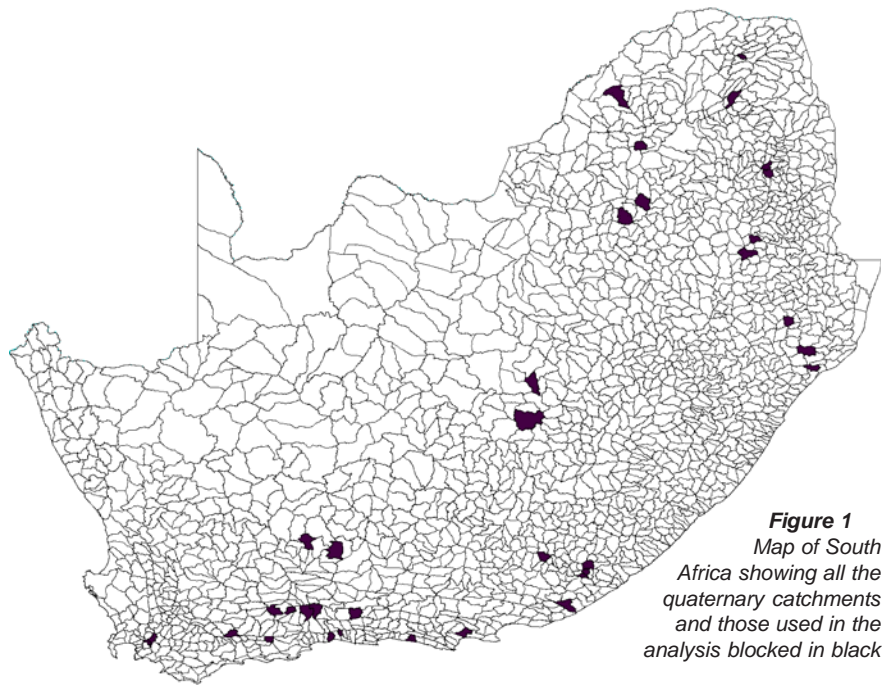 Figure 1
Map of South
Africa showing all the
quaternary catchments
and those used in the
analysis blocked in black